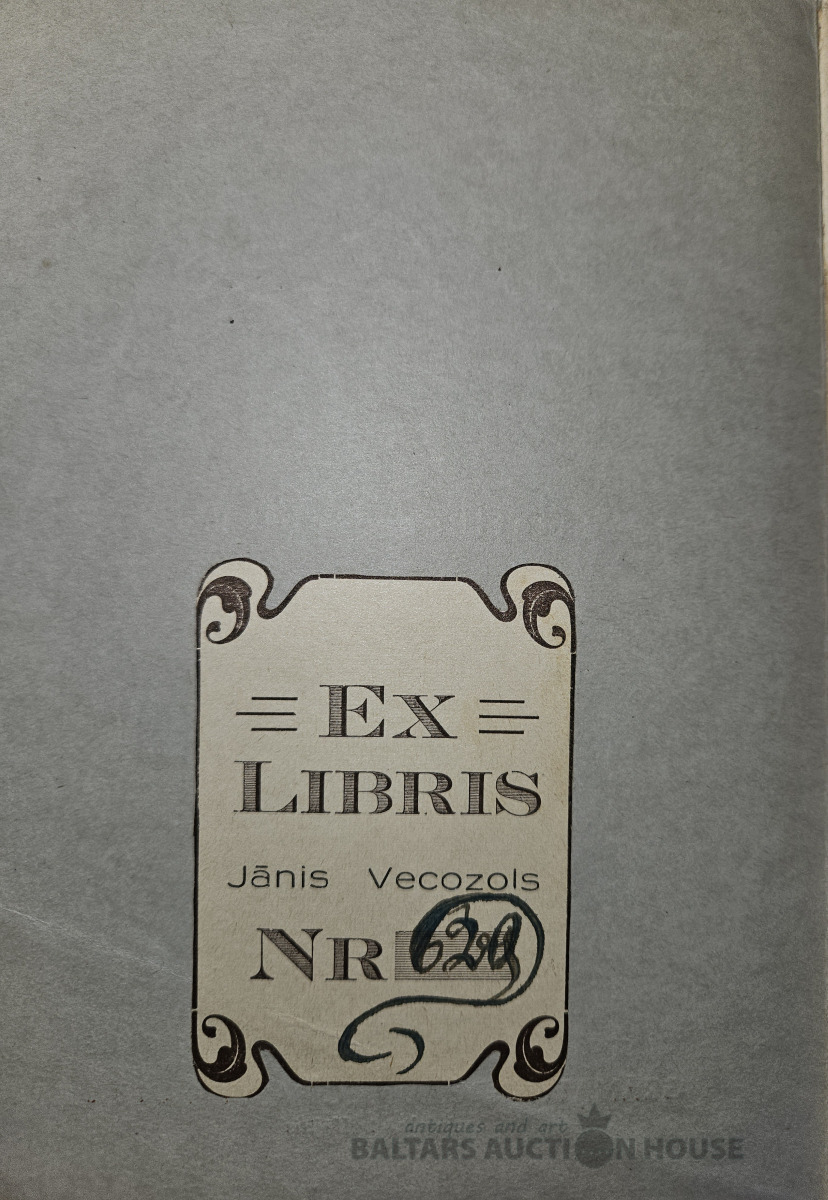 Ex
Libris
Jānis Vecozols
Nr 620
antiques and art
BALTARS AUCTION HOUSE